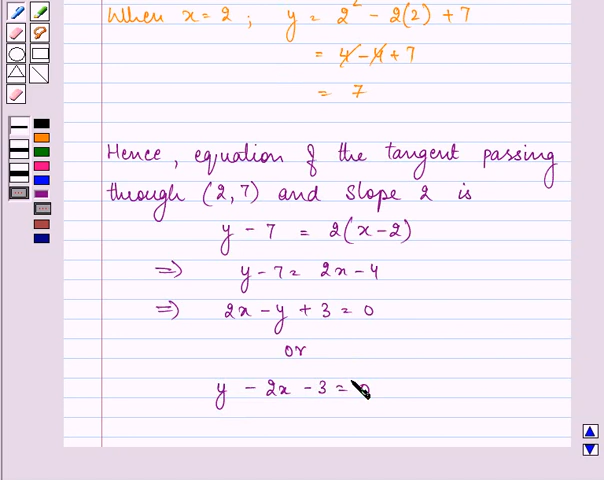 When x = 2 ; y = 2² - 2(2) + 7
= 4 - 4 + 7
= 7
Hence, equation of the tangent passing
through (2, 7) and slope 2 is
y - 7 = 2(x - 2)
⇒ y - 7 = 2x - 4
⇒ 2x - y + 3 = 0
or
y - 2x - 3 = 0